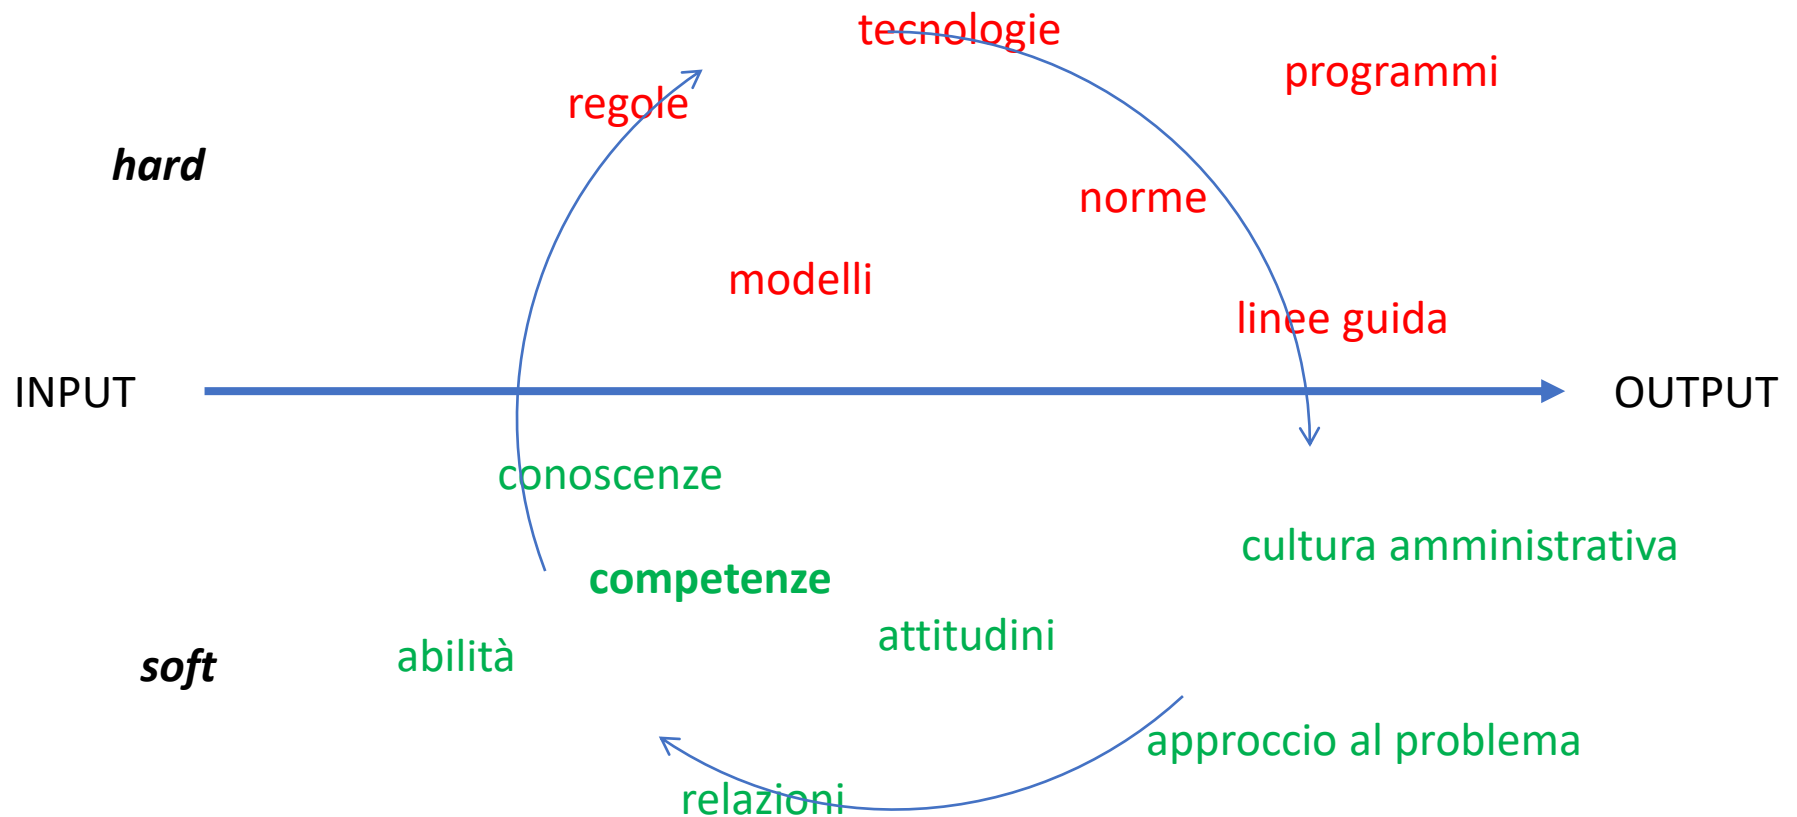 tecnologie
programmi
regole
hard
norme
modelli
linee guida
INPUT
OUTPUT
conoscenze
cultura amministrativa
competenze
attitudini
abilità
soft
approccio al problema
relazioni